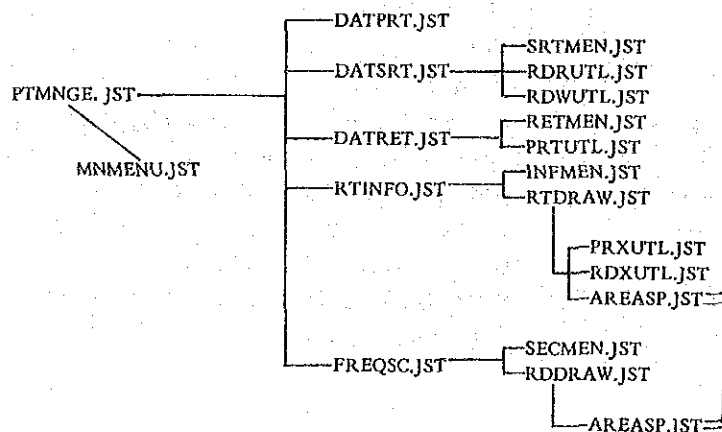 DATPRT.JST
SRTMEN.JST
DATSRT.JST
RDRUTL.JST
PTMNGE. JST
RDWUTL.JST
RETMEN.JST
DATRET.JST
PRTUTL.JST
MNMENU.JST
INFMEN.JST
RTINFO.JST
RTDRAW.JST
PRXUTL.JST
RDXUTL.JST
AREASP.JST
SECMEN.JST
FREQSC.JST
RDDRAW.JST
AREASP.JST